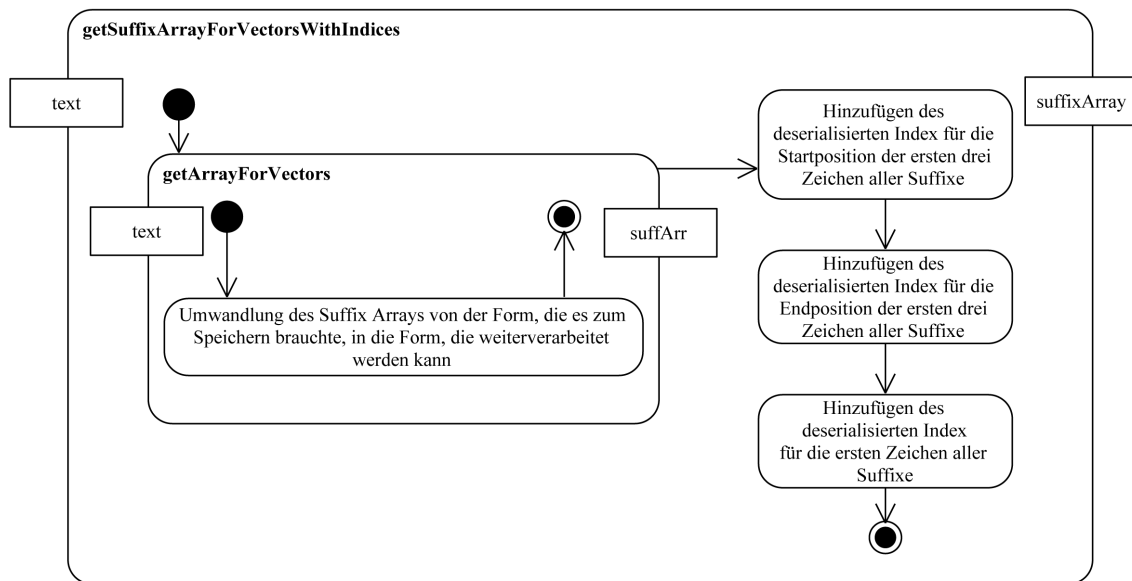 getSuffixArrayForVectorsWithIndices
text
suffixArray
getArrayForVectors
text
suffArr
Umwandlung des Suffix Arrays von der Form, die es zum
Speichern brauchte, in die Form, die weiterverarbeitet
werden kann
Hinzufügen des
deserialisierten Index für die
Startposition der ersten drei
Zeichen aller Suffixe
Hinzufügen des
deserialisierten Index für die
Endposition der ersten drei
Zeichen aller Suffixe
Hinzufügen des
deserialisierten Index
für die ersten Zeichen aller
Suffixe